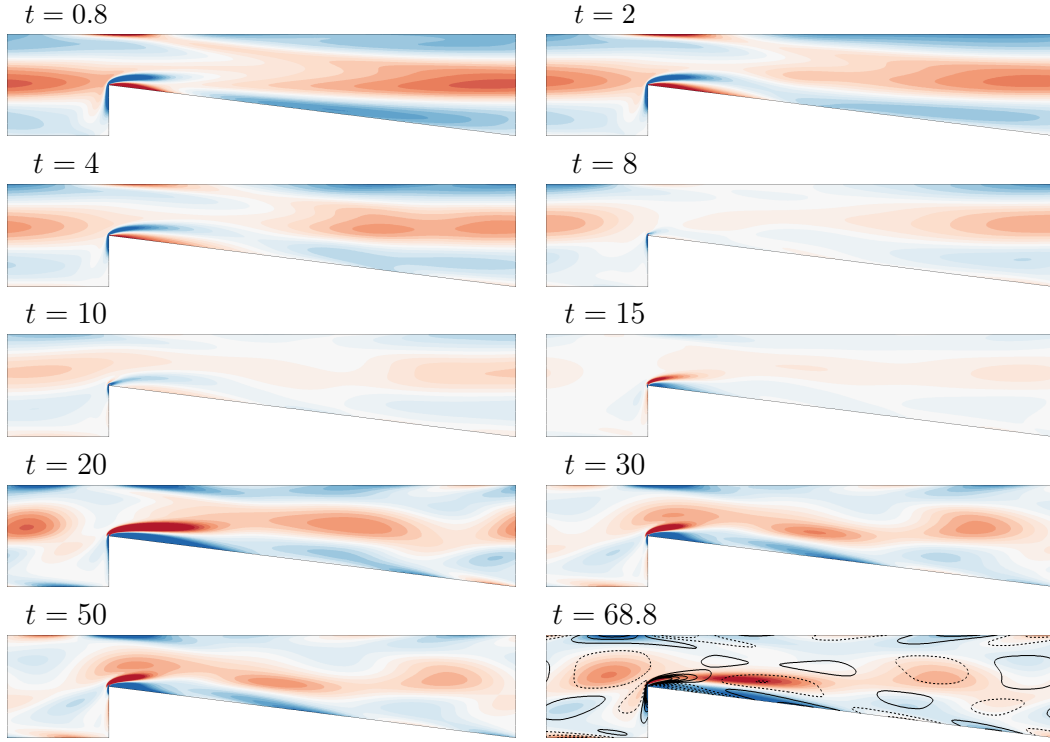 t = 0.8
t = 2
t = 4
t = 8
t = 10
t = 15
t = 20
t = 30
t = 50
t = 68.8